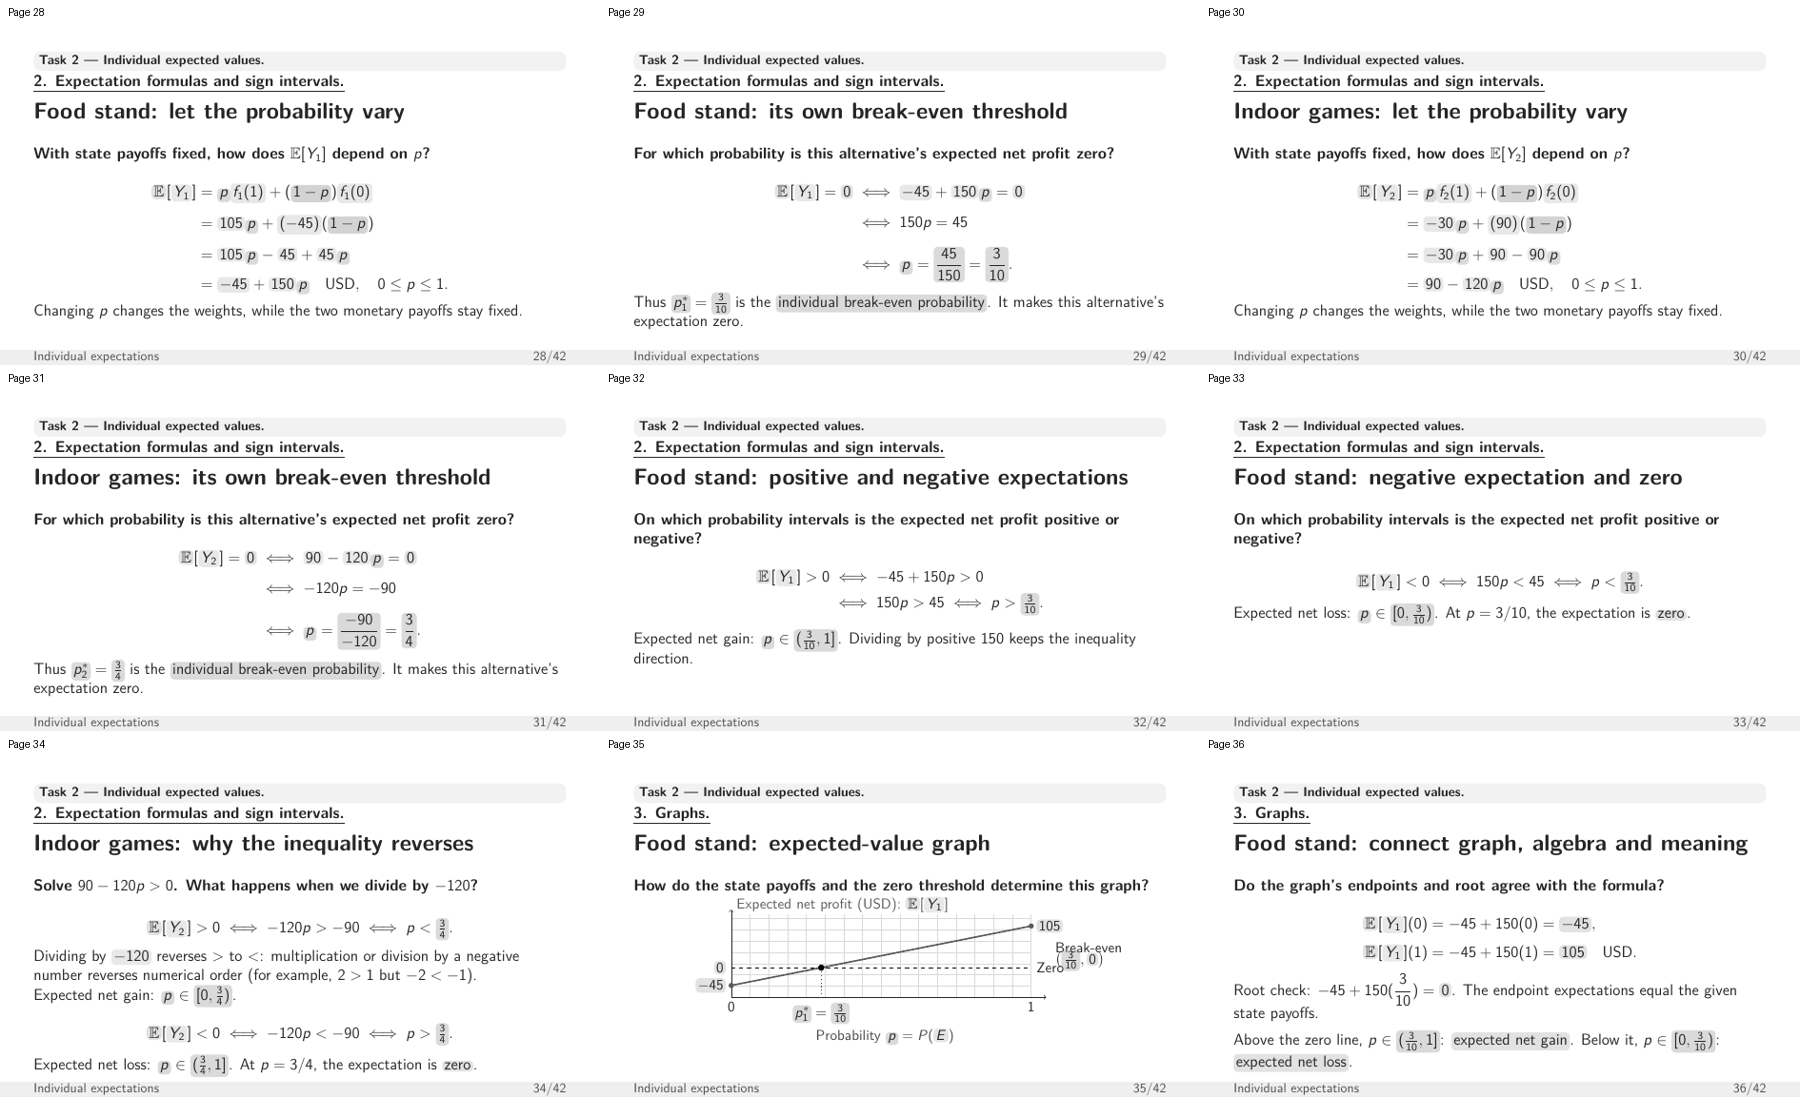 Page 28
Task 2 — Individual expected values.
2. Expectation formulas and sign intervals.
Food stand: let the probability vary
With state payoffs fixed, how does 𝔼[Y₁] depend on p?
𝔼[Y₁] = p f₁(1) + (1 − p) f₁(0)
= 105 p + (−45)(1 − p)
= 105 p − 45 + 45 p
= −45 + 150 p USD, 0 ≤ p ≤ 1.
Changing p changes the weights, while the two monetary payoffs stay fixed.
Individual expectations 28/42
Page 29
Task 2 — Individual expected values.
2. Expectation formulas and sign intervals.
Food stand: its own break-even threshold
For which probability is this alternative's expected net profit zero?
𝔼[Y₁] = 0 ⟺ −45 + 150 p = 0
⟺ 150p = 45
⟺ p = 45/150 = 3/10.
Thus p₁* = 3/10 is the individual break-even probability. It makes this alternative's
expectation zero.
Individual expectations 29/42
Page 30
Task 2 — Individual expected values.
2. Expectation formulas and sign intervals.
Indoor games: let the probability vary
With state payoffs fixed, how does 𝔼[Y₂] depend on p?
𝔼[Y₂] = p f₂(1) + (1 − p) f₂(0)
= −30 p + (90)(1 − p)
= −30 p + 90 − 90 p
= 90 − 120 p USD, 0 ≤ p ≤ 1.
Changing p changes the weights, while the two monetary payoffs stay fixed.
Individual expectations 30/42
Page 31
Task 2 — Individual expected values.
2. Expectation formulas and sign intervals.
Indoor games: its own break-even threshold
For which probability is this alternative's expected net profit zero?
𝔼[Y₂] = 0 ⟺ 90 − 120 p = 0
⟺ −120p = −90
⟺ p = −90/−120 = 3/4.
Thus p₂* = 3/4 is the individual break-even probability. It makes this alternative's
expectation zero.
Individual expectations 31/42
Page 32
Task 2 — Individual expected values.
2. Expectation formulas and sign intervals.
Food stand: positive and negative expectations
On which probability intervals is the expected net profit positive or
negative?
𝔼[Y₁] > 0 ⟺ −45 + 150p > 0
⟺ 150p > 45 ⟺ p > 3/10.
Expected net gain: p ∈ (3/10, 1]. Dividing by positive 150 keeps the inequality
direction.
Individual expectations 32/42
Page 33
Task 2 — Individual expected values.
2. Expectation formulas and sign intervals.
Food stand: negative expectation and zero
On which probability intervals is the expected net profit positive or
negative?
𝔼[Y₁] < 0 ⟺ 150p < 45 ⟺ p < 3/10.
Expected net loss: p ∈ [0, 3/10). At p = 3/10, the expectation is zero.
Individual expectations 33/42
Page 34
Task 2 — Individual expected values.
2. Expectation formulas and sign intervals.
Indoor games: why the inequality reverses
Solve 90 − 120p > 0. What happens when we divide by −120?
𝔼[Y₂] > 0 ⟺ −120p > −90 ⟺ p < 3/4.
Dividing by −120 reverses > to <: multiplication or division by a negative
number reverses numerical order (for example, 2 > 1 but −2 < −1).
Expected net gain: p ∈ [0, 3/4).
𝔼[Y₂] < 0 ⟺ −120p < −90 ⟺ p > 3/4.
Expected net loss: p ∈ (3/4, 1]. At p = 3/4, the expectation is zero.
Individual expectations 34/42
Page 35
Task 2 — Individual expected values.
3. Graphs.
Food stand: expected-value graph
How do the state payoffs and the zero threshold determine this graph?
Expected net profit (USD): 𝔼[Y₁]
105
Break-even
(3/10, 0)
0
Zero
−45
0
1
p₁* = 3/10
Probability p = P(E)
Individual expectations 35/42
Page 36
Task 2 — Individual expected values.
3. Graphs.
Food stand: connect graph, algebra and meaning
Do the graph's endpoints and root agree with the formula?
𝔼[Y₁](0) = −45 + 150(0) = −45,
𝔼[Y₁](1) = −45 + 150(1) = 105 USD.
Root check: −45 + 150(3/10) = 0. The endpoint expectations equal the given
state payoffs.
Above the zero line, p ∈ (3/10, 1]: expected net gain. Below it, p ∈ [0, 3/10):
expected net loss.
Individual expectations 36/42